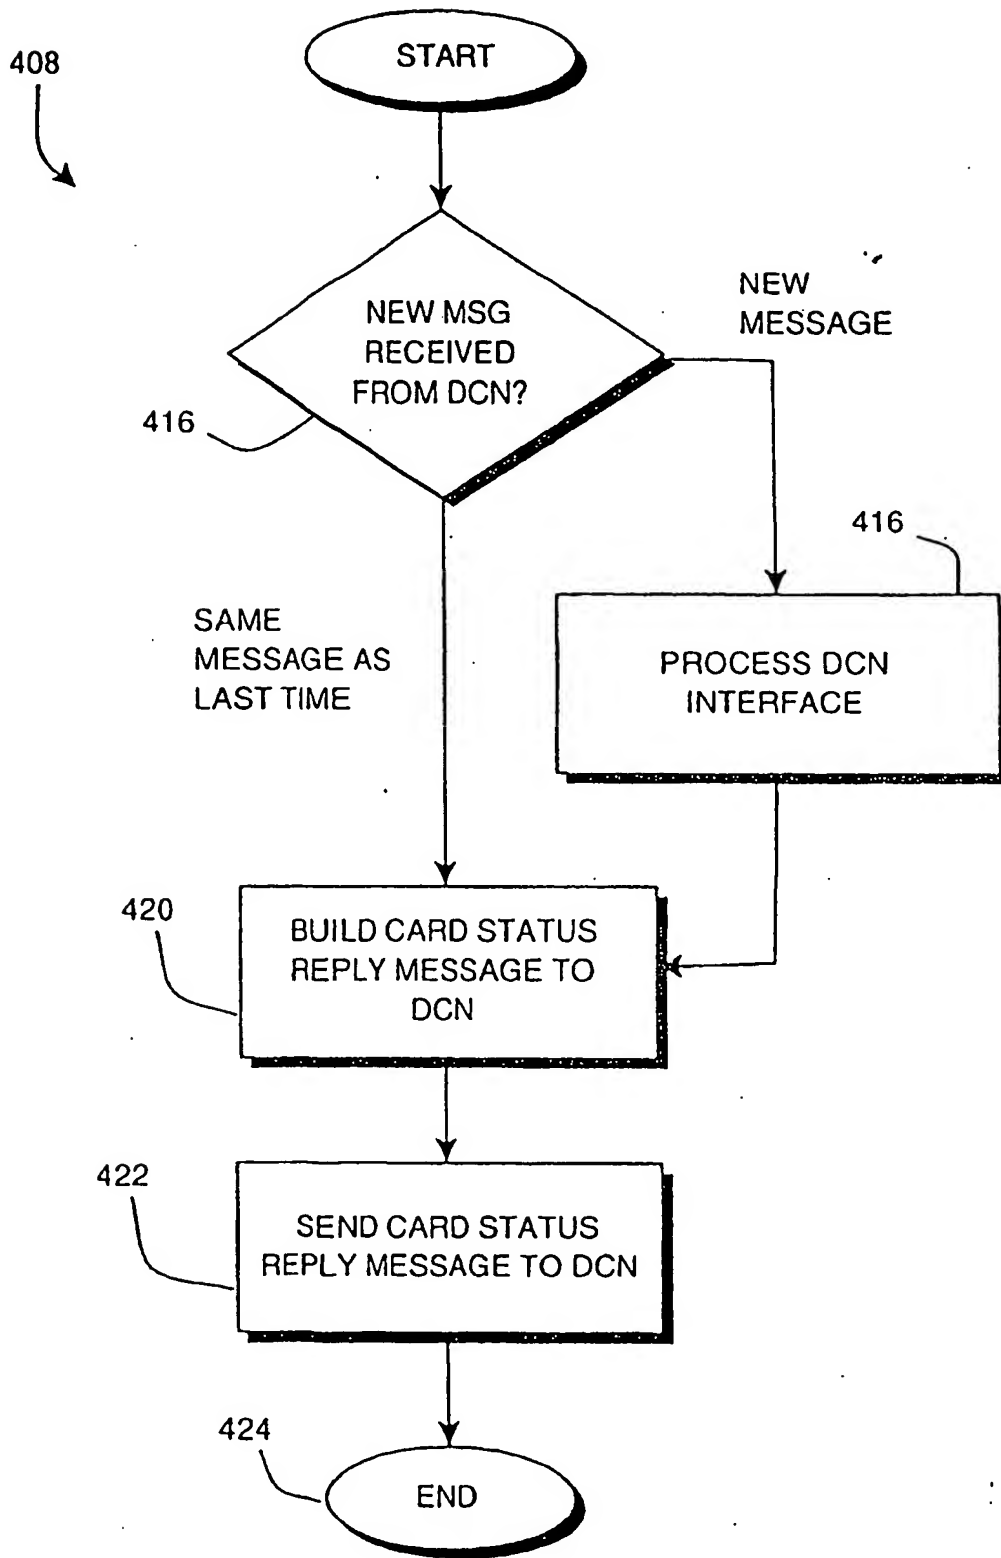 START
408
NEW MSG
RECEIVED
FROM DCN?
NEW
MESSAGE
416
416
SAME
MESSAGE AS
LAST TIME
PROCESS DCN
INTERFACE
420
BUILD CARD STATUS
REPLY MESSAGE TO
DCN
422
SEND CARD STATUS
REPLY MESSAGE TO DCN
424
END